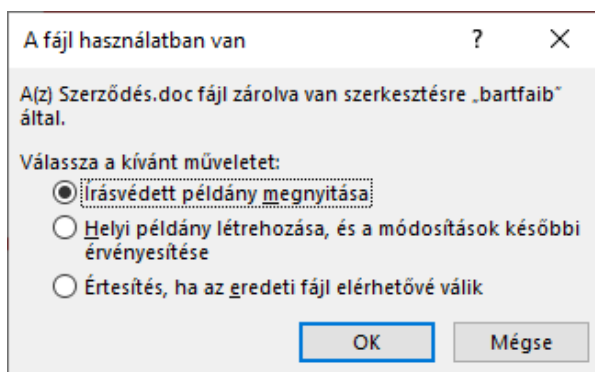 A fájl használatban van
A(z) Szerződés.doc fájl zárolva van szerkesztésre „bartfaib”
által.
Válassza a kívánt műveletet:
Írásvédett példány megnyitása
Helyi példány létrehozása, és a módosítások későbbi
érvényesítése
Értesítés, ha az eredeti fájl elérhetővé válik
OK
Mégse